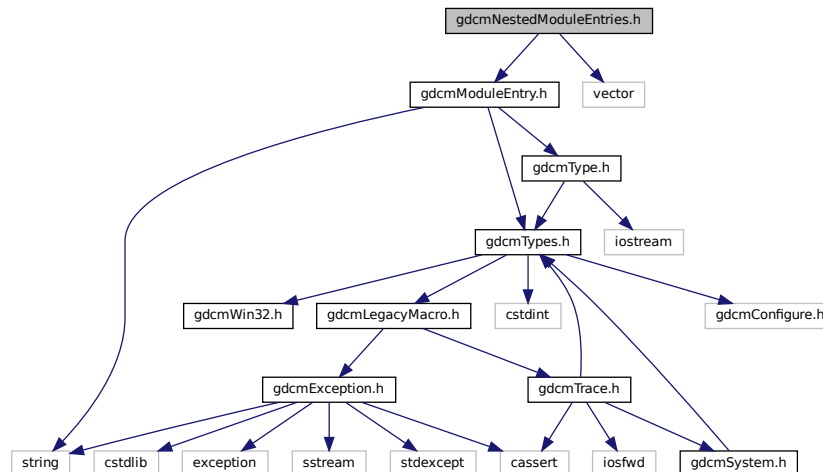 gdcmNestedModuleEntries.h
gdcmModuleEntry.h
vector
gdcmType.h
gdcmTypes.h
iostream
gdcmWin32.h
gdcmLegacyMacro.h
cstdint
gdcmConfigure.h
gdcmException.h
gdcmTrace.h
string
cstdlib
exception
sstream
stdexcept
cassert
iosfwd
gdcmSystem.h